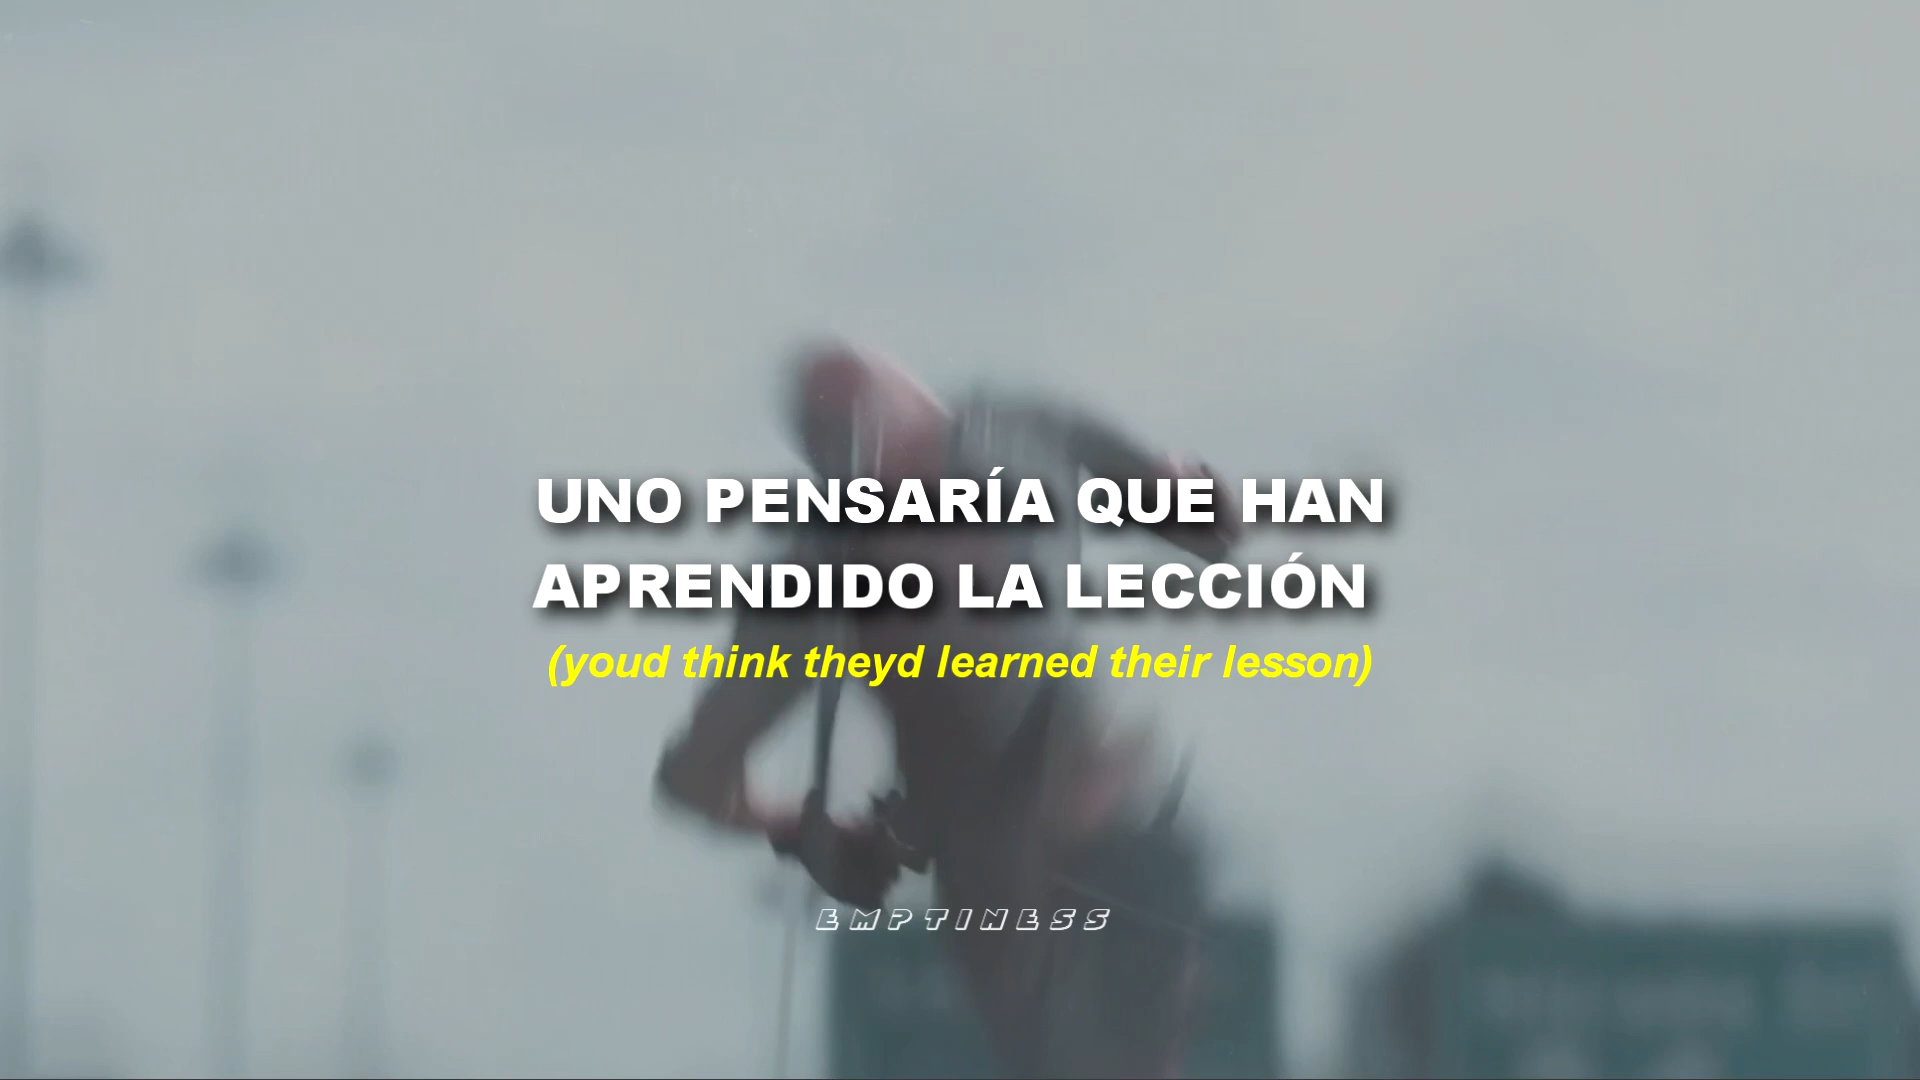 UNO PENSARÍA QUE HAN
APRENDIDO LA LECCIÓN
(youd think theyd learned their lesson)
EMPTINESS